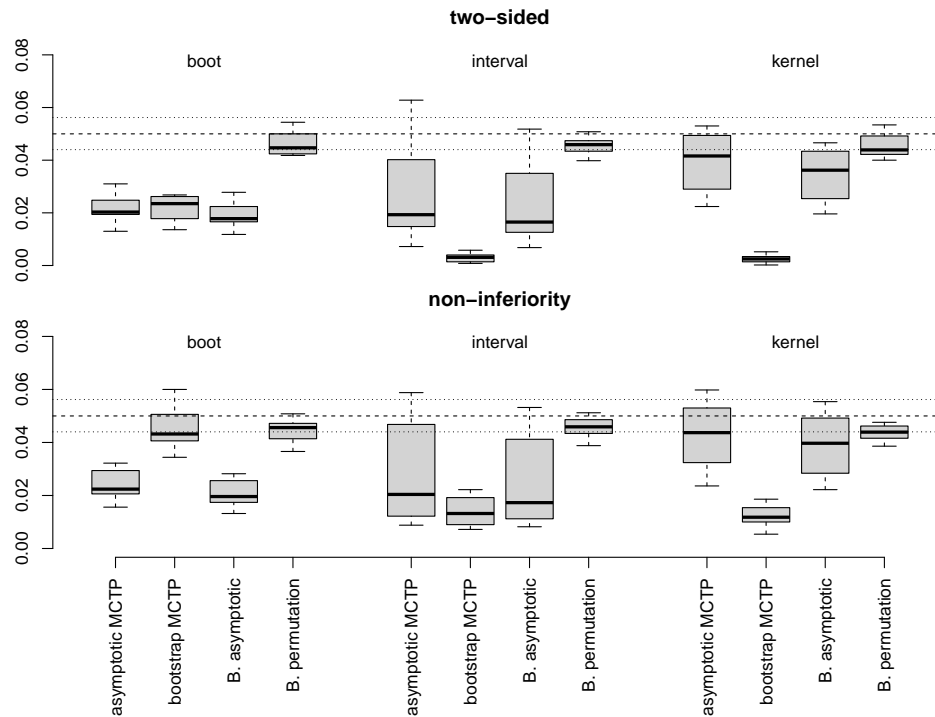 two−sided
boot interval kernel
0.08
0.06
0.04
0.02
0.00
non−inferiority
boot interval kernel
0.08
0.06
0.04
0.02
0.00
asymptotic MCTP
bootstrap MCTP
B. asymptotic
B. permutation
asymptotic MCTP
bootstrap MCTP
B. asymptotic
B. permutation
asymptotic MCTP
bootstrap MCTP
B. asymptotic
B. permutation